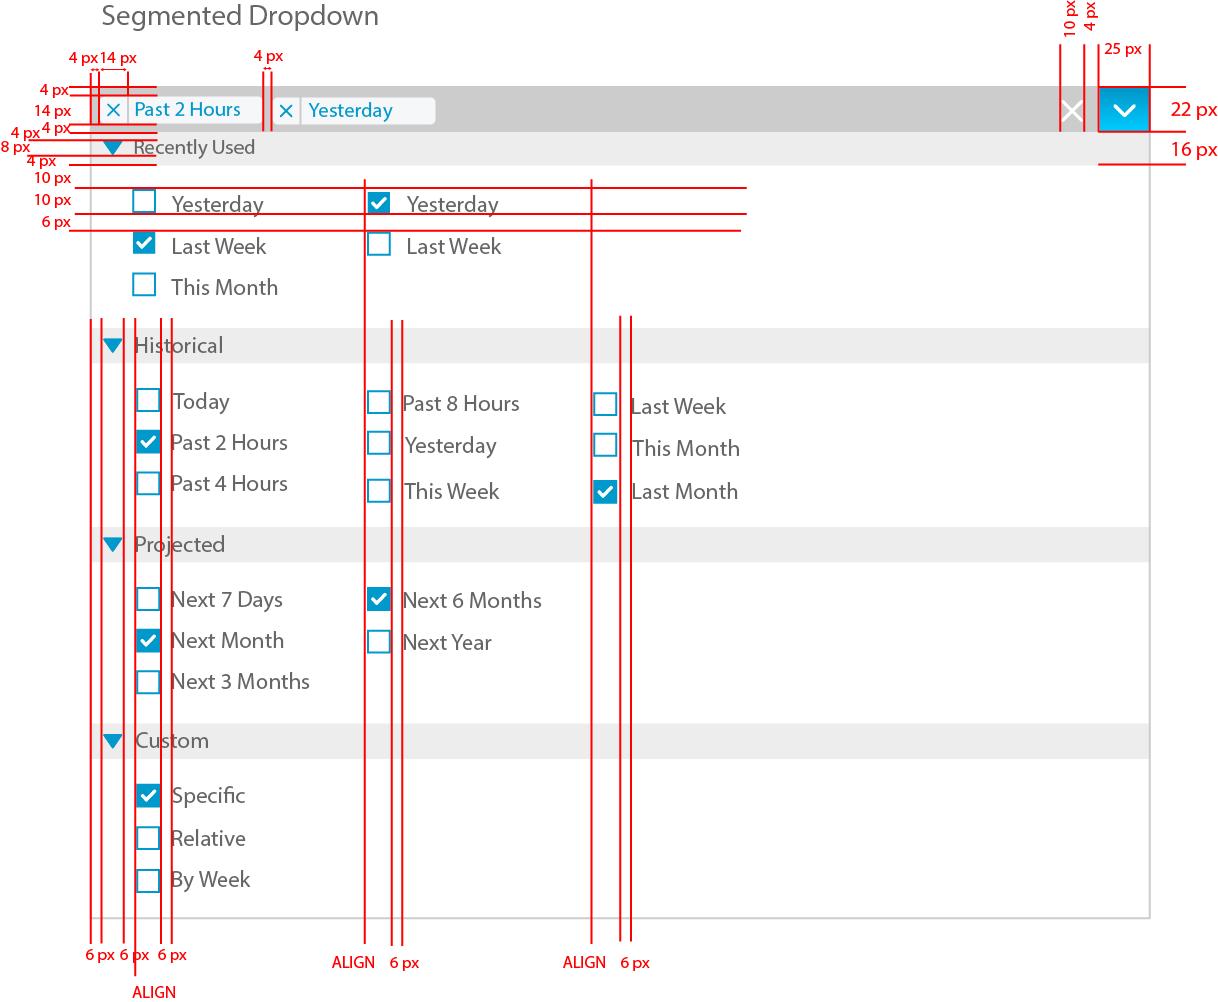 Segmented Dropdown
10 px
4 px
25 px
4 px
14 px
4 px
4 px
14 px
4 px
Past 2 Hours
Yesterday
22 px
4 px
8 px
4 px
Recently Used
16 px
10 px
10 px
6 px
Yesterday
Yesterday
Last Week
Last Week
This Month
Historical
Today
Past 8 Hours
Last Week
Past 2 Hours
Yesterday
This Month
Past 4 Hours
This Week
Last Month
Projected
Next 7 Days
Next 6 Months
Next Month
Next Year
Next 3 Months
Custom
Specific
Relative
By Week
6 px
6 px
6 px
ALIGN
6 px
ALIGN
6 px
ALIGN